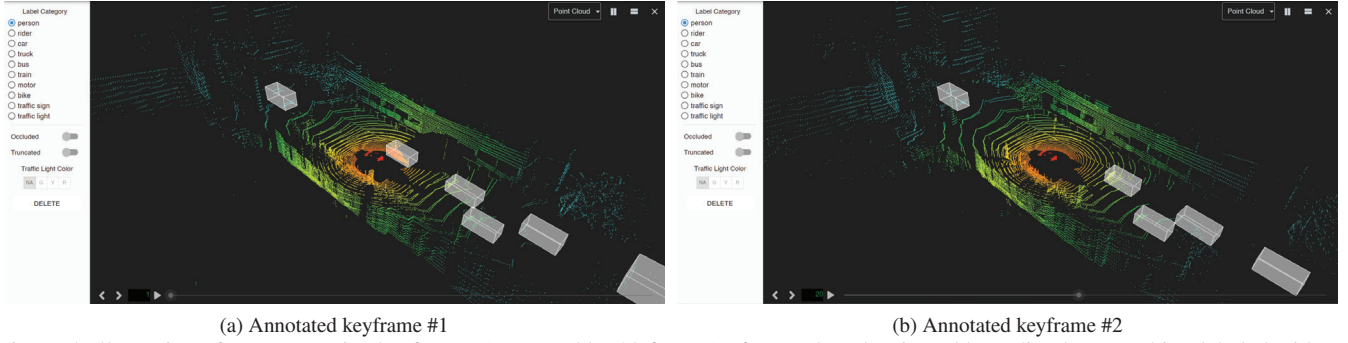 Label Category
person
rider
car
truck
bus
train
motor
bike
traffic sign
traffic light
Occluded
Truncated
Traffic Light Color
NA G Y R
DELETE
Point Cloud
1
(a) Annotated keyframe #1
Label Category
person
rider
car
truck
bus
train
motor
bike
traffic sign
traffic light
Occluded
Truncated
Traffic Light Color
NA G Y R
DELETE
Point Cloud
20
(b) Annotated keyframe #2